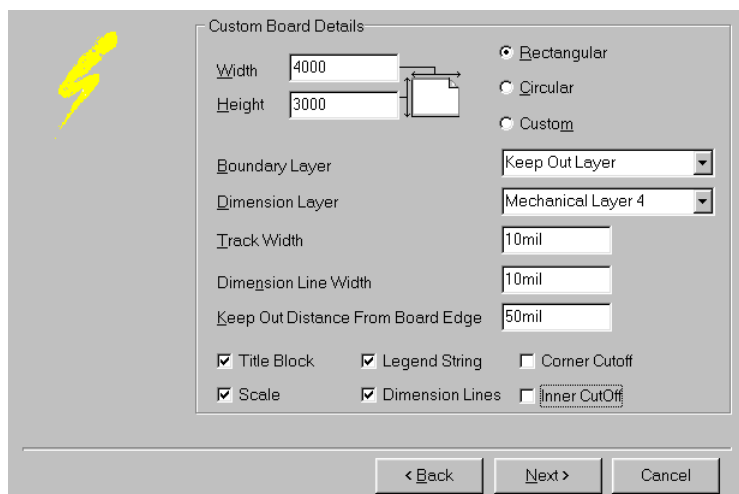 Custom Board Details
Width 4000
Height 3000
Rectangular
Circular
Custom
Boundary Layer Keep Out Layer
Dimension Layer Mechanical Layer 4
Track Width 10mil
Dimension Line Width 10mil
Keep Out Distance From Board Edge 50mil
Title Block Legend String Corner Cutoff
Scale Dimension Lines Inner CutOff
< Back Next > Cancel